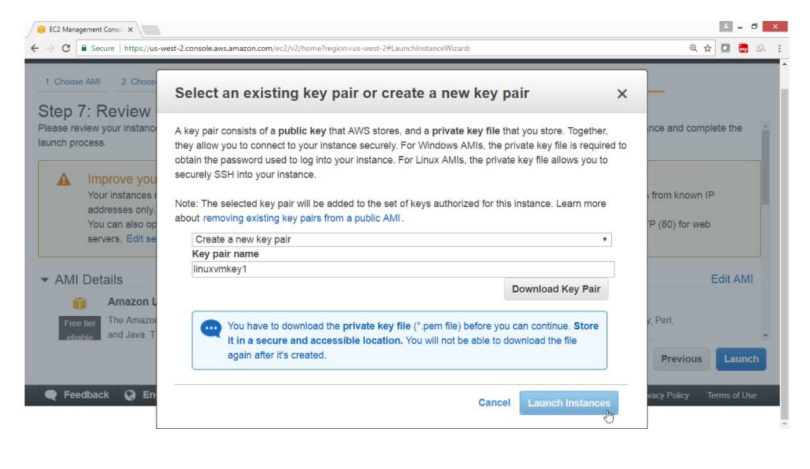 EC2 Management Consol
Secure https://us-west-2.console.aws.amazon.com/ec2/v2/home?region=us-west-2#LaunchInstanceWizard:
1. Choose AMI 2. Choose
Step 7: Review
Please review your instanc
nce and complete the
launch process.
Improve you
Your instances
from known IP
addresses only.
You can also op
P (80) for web
servers. Edit se
AMI Details
Edit AMI
Amazon L
Free tier
The Amazon
y, Perl,
eligible
and Java. T
Previous Launch
Feedback En
vacy Policy Terms of Use
Select an existing key pair or create a new key pair
A key pair consists of a public key that AWS stores, and a private key file that you store. Together,
they allow you to connect to your instance securely. For Windows AMIs, the private key file is required to
obtain the password used to log into your instance. For Linux AMIs, the private key file allows you to
securely SSH into your instance.
Note: The selected key pair will be added to the set of keys authorized for this instance. Learn more
about removing existing key pairs from a public AMI.
Create a new key pair
Key pair name
linuxvmkey1
Download Key Pair
You have to download the private key file (*.pem file) before you can continue. Store
it in a secure and accessible location. You will not be able to download the file
again after it's created.
Cancel Launch Instances